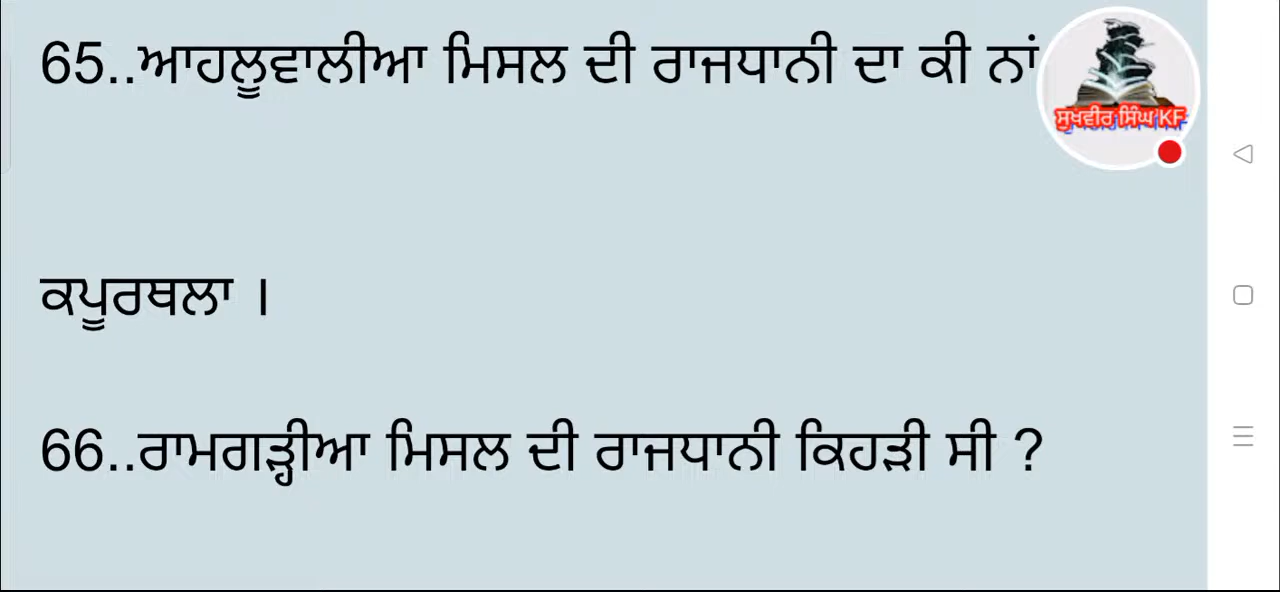 65..ਆਹਲੂਵਾਲੀਆ ਮਿਸਲ ਦੀ ਰਾਜਧਾਨੀ ਦਾ ਕੀ ਨਾਂ
ਸੁਖਵੀਰ ਸਿੰਘ KF
ਕਪੂਰਥਲਾ ।
66..ਰਾਮਗੜ੍ਹੀਆ ਮਿਸਲ ਦੀ ਰਾਜਧਾਨੀ ਕਿਹੜੀ ਸੀ ?